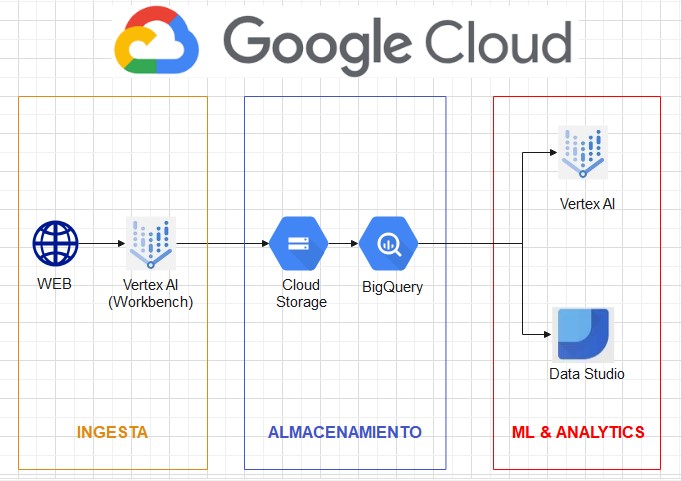 Google Cloud
WEB
Vertex AI
(Workbench)
INGESTA
Cloud
Storage
BigQuery
ALMACENAMIENTO
Vertex AI
Data Studio
ML & ANALYTICS